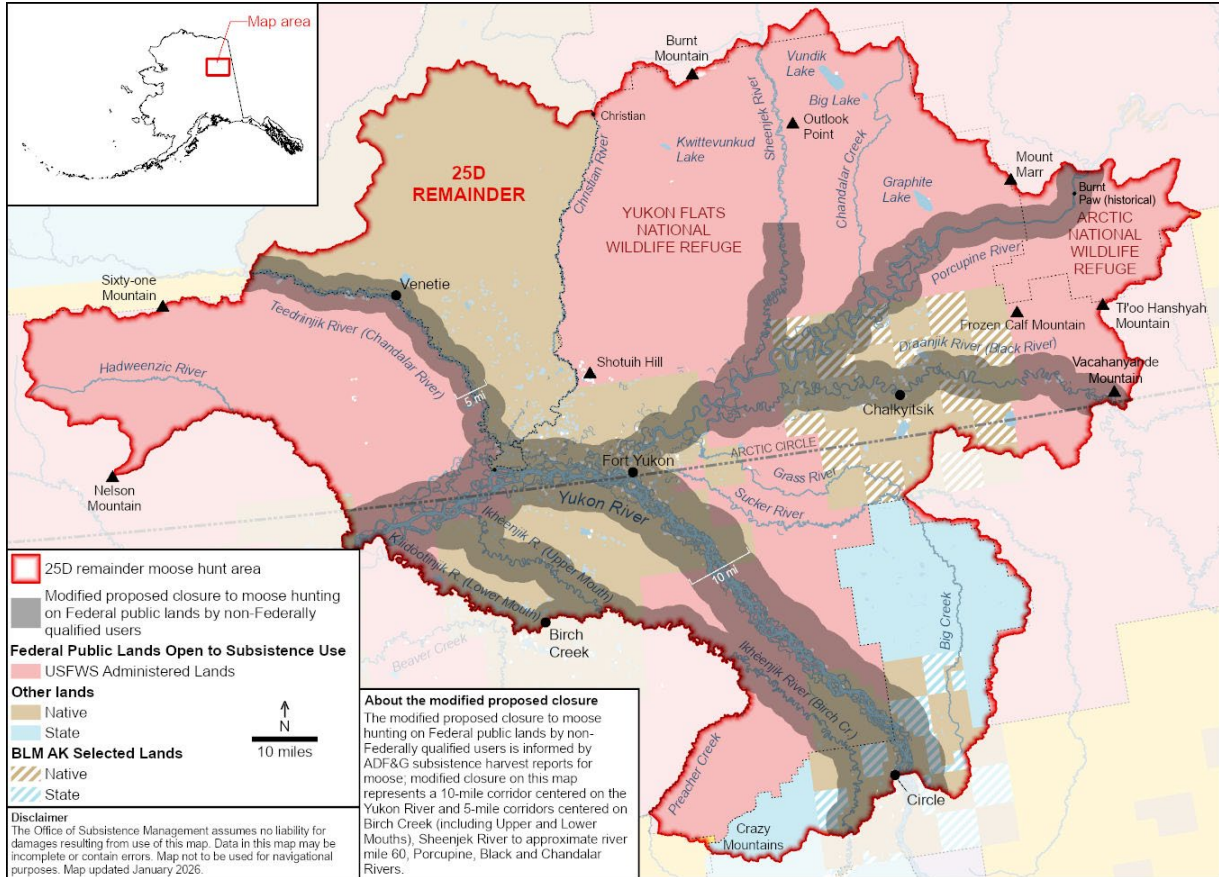 Map area
Burnt
Mountain
Vundik
Lake
Big Lake
Outlook
Point
Christian
Christian River
Kwittevunkud
Lake
Sheenjek River
Chandalar Creek
Graphite
Lake
Mount
Marr
Burnt
Paw (historical)
25D
REMAINDER
YUKON FLATS
NATIONAL
WILDLIFE REFUGE
ARCTIC
NATIONAL
WILDLIFE
REFUGE
Porcupine River
Sixty-one
Mountain
Venetie
Teedriinjik River (Chandalar River)
Hadweenzic River
5 mi
Shotuih Hill
Frozen Calf Mountain
Tl'oo Hanshyah
Mountain
Draanjik River (Black River)
Vacahanyande
Mountain
Chalkyitsik
ARCTIC CIRCLE
Fort Yukon
Grass River
Sucker River
Nelson
Mountain
Yukon River
Ikheenjik R. (Upper Mouth)
K'iidòotinjik R. (Lower Mouth)
10 mi
Birch
Creek
Beaver Creek
Ikhèenjik River (Birch Cr.)
Big Creek
Preacher Creek
Circle
Crazy
Mountains
25D remainder moose hunt area
Modified proposed closure to moose hunting
on Federal public lands by non-Federally
qualified users
Federal Public Lands Open to Subsistence Use
USFWS Administered Lands
Other lands
Native
State
N
10 miles
BLM AK Selected Lands
Native
State
Disclaimer
The Office of Subsistence Management assumes no liability for
damages resulting from use of this map. Data in this map may be
incomplete or contain errors. Map not to be used for navigational
purposes. Map updated January 2026.
About the modified proposed closure
The modified proposed closure to moose
hunting on Federal public lands by non-
Federally qualified users is informed by
ADF&G subsistence harvest reports for
moose; modified closure on this map
represents a 10-mile corridor centered on the
Yukon River and 5-mile corridors centered on
Birch Creek (including Upper and Lower
Mouths), Sheenjek River to approximate river
mile 60, Porcupine, Black and Chandalar
Rivers.